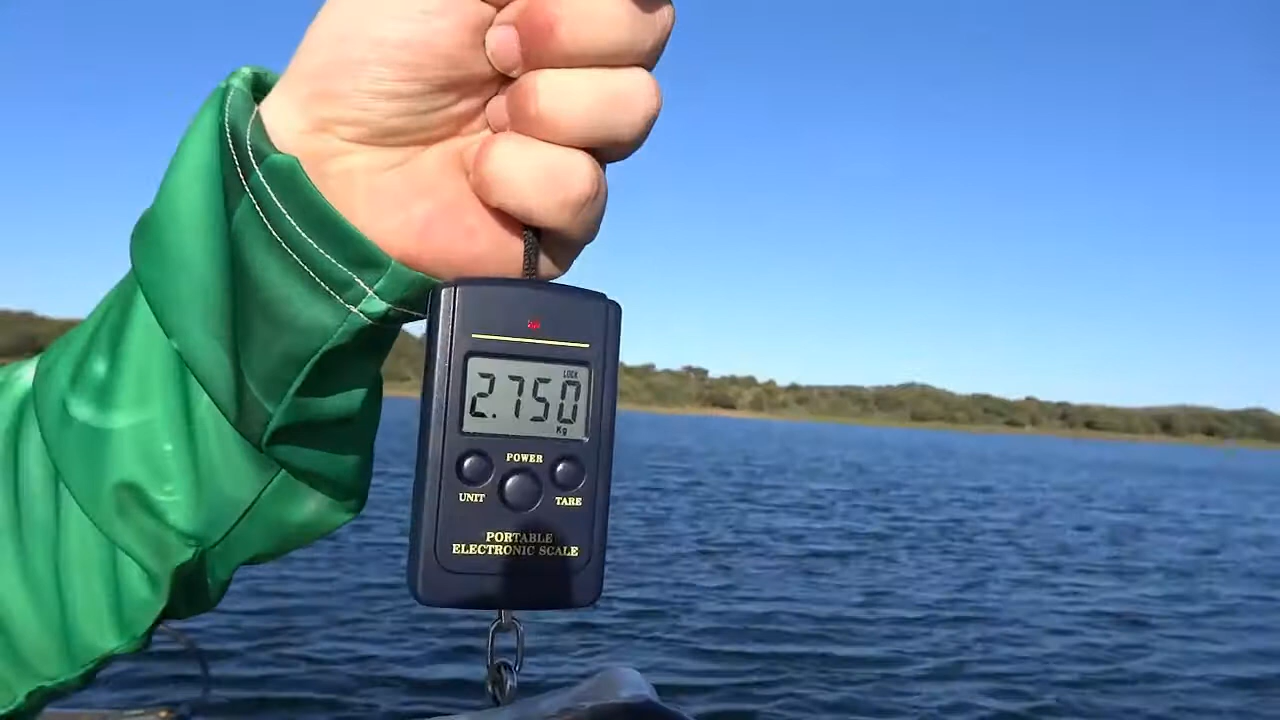 LOCK
2.750
Kg
POWER
UNIT
TARE
PORTABLE
ELECTRONIC SCALE